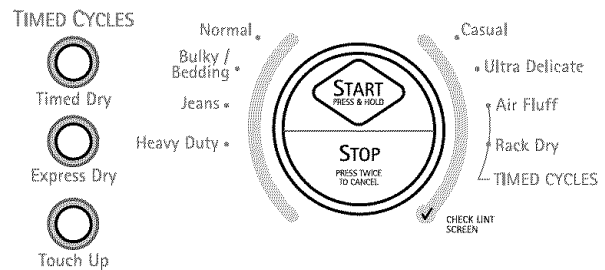 TIMED CYCLES
Timed Dry
Express Dry
Touch Up
Normal
Bulky /
Bedding
Jeans
Heavy Duty
START
PRESS & HOLD
STOP
PRESS TWICE
TO CANCEL
Casual
Ultra Delicate
Air Fluff
Rack Dry
TIMED CYCLES
CHECK LINT
SCREEN